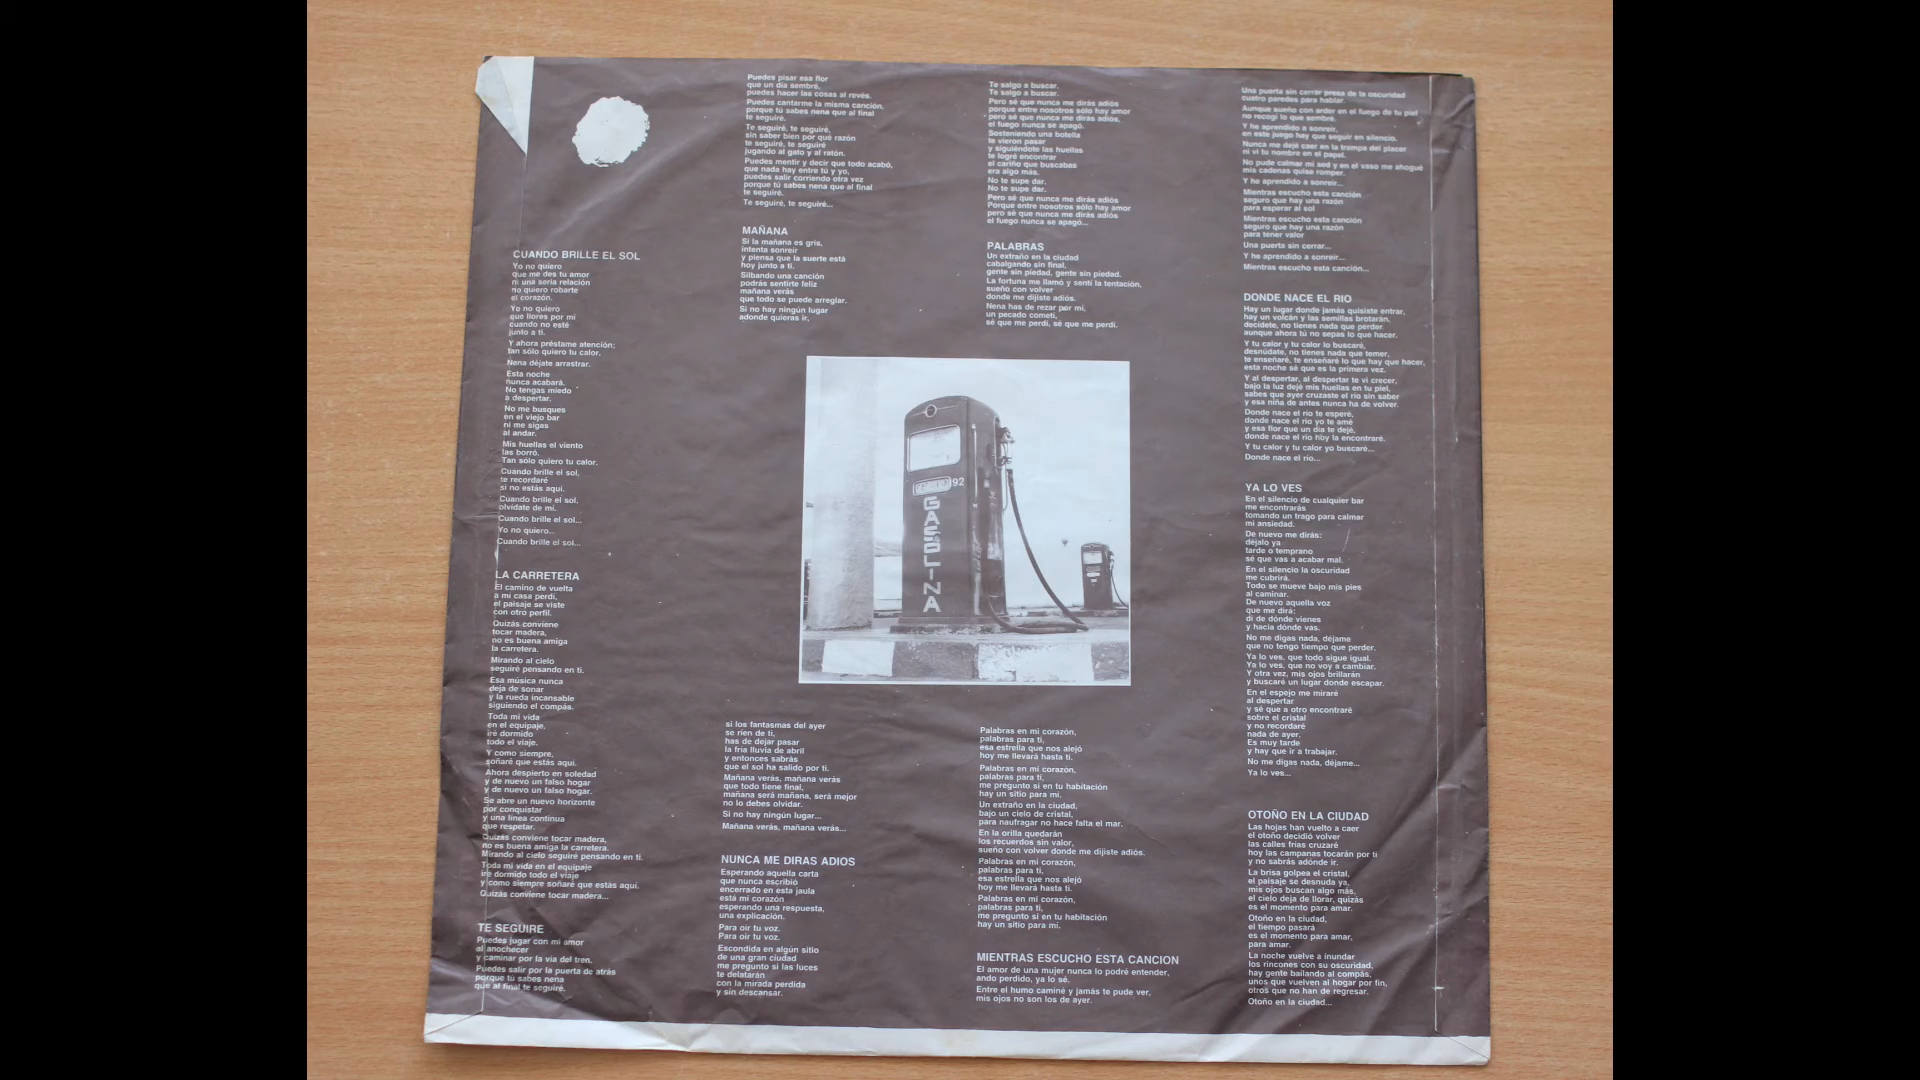 CUANDO BRILLE EL SOL
Yo no quiero
que me des tu amor
ni una seria relación
no quiero robarte
el corazón.
Yo no quiero
que llores por mi
cuando no esté
junto a ti.
Y ahora préstame atención;
tan sólo quiero tu calor.
Nena déjate arrastrar.
Esta noche
nunca acabará.
No tengas miedo
a despertar.
No me busques
en el viejo bar
ni me sigas
al andar.
Mis huellas el viento
las borró.
Tan sólo quiero tu calor.
Cuando brille el sol,
te recordaré
si no estás aquí.
Cuando brille el sol,
olvídate de mí.
Cuando brille el sol...
Yo no quiero...
Cuando brille el sol...
LA CARRETERA
El camino de vuelta
a mi casa perdí,
el paisaje se viste
con otro perfil.
Quizás conviene
tocar madera,
no es buena amiga
la carretera.
Mirando al cielo
seguiré pensando en ti.
Esa música nunca
deja de sonar
y la rueda incansable
siguiendo el compás.
Toda mi vida
en el equipaje,
iré dormido
todo el viaje.
Y como siempre,
soñaré que estás aquí.
Ahora despierto en soledad
y de nuevo un falso hogar
y de nuevo un falso hogar.
Se abre un nuevo horizonte
por conquistar
y una línea continua
que respetar.
Quizás conviene tocar madera,
no es buena amiga la carretera.
Mirando al cielo seguiré pensando en ti.
Toda mi vida en el equipaje
iré dormido todo el viaje
y como siempre soñaré que estás aquí.
Quizás conviene tocar madera...
TE SEGUIRE
Puedes jugar con mi amor
al anochecer
y caminar por la vía del tren.
Puedes salir por la puerta de atrás
porque tú sabes nena
que al final te seguiré.
Puedes pisar esa flor
que un día sembré,
puedes hacer las cosas al revés.
Puedes cantarme la misma canción,
porque tú sabes nena que al final
te seguiré.
Te seguiré, te seguiré,
sin saber bien por qué razón
te seguiré, te seguiré
jugando al gato y al ratón.
Puedes mentir y decir que todo acabó,
que nada hay entre tú y yo,
puedes salir corriendo otra vez
porque tú sabes nena que al final
te seguiré.
Te seguiré, te seguiré...
MAÑANA
Si la mañana es gris,
intenta sonreir
y piensa que la suerte está
hoy junto a ti.
Silbando una canción
podrás sentirte feliz
mañana verás
que todo se puede arreglar.
Si no hay ningún lugar
adonde quieras ir,
si los fantasmas del ayer
se rien de ti,
has de dejar pasar
la fría lluvia de abril
y entonces sabrás
que el sol ha salido por ti.
Mañana verás, mañana verás
que todo tiene final,
mañana será mañana, será mejor
no lo debes olvidar.
Si no hay ningún lugar...
Mañana verás, mañana verás...
NUNCA ME DIRAS ADIOS
Esperando aquella carta
que nunca escribió
encerrado en esta jaula
está mi corazón
esperando una respuesta,
una explicación.
Para oir tu voz.
Para oir tu voz.
Escondida en algún sitio
de una gran ciudad
me pregunto si las luces
te delatarán
con la mirada perdida
y sin descansar.
Te salgo a buscar.
Te salgo a buscar.
Pero sé que nunca me dirás adiós
porque entre nosotros sólo hay amor
pero sé que nunca me dirás adiós,
el fuego nunca se apagó.
Sosteniendo una botella
te vieron pasar
y siguiéndote las huellas
te logré encontrar
el cariño que buscabas
era algo más.
No te supe dar.
No te supe dar.
Pero sé que nunca me dirás adiós
Porque entre nosotros sólo hay amor
pero sé que nunca me dirás adiós
el fuego nunca se apagó...
PALABRAS
Un extraño en la ciudad
cabalgando sin final,
gente sin piedad, gente sin piedad.
La fortuna me llamó y sentí la tentación,
sueño con volver
donde me dijiste adiós.
Nena has de rezar por mí,
un pecado cometí,
sé que me perdí, sé que me perdí.
92
GASOLINA
Palabras en mi corazón,
palabras para ti,
esa estrella que nos alejó
hoy me llevará hasta ti.
Palabras en mi corazón,
palabras para ti,
me pregunto si en tu habitación
hay un sitio para mí.
Un extraño en la ciudad,
bajo un cielo de cristal,
para naufragar no hace falta el mar.
En la orilla quedarán
los recuerdos sin valor,
sueño con volver donde me dijiste adiós.
Palabras en mi corazón,
palabras para ti,
esa estrella que nos alejó
hoy me llevará hasta ti.
Palabras en mi corazón,
palabras para ti,
me pregunto si en tu habitación
hay un sitio para mí.
MIENTRAS ESCUCHO ESTA CANCION
El amor de una mujer nunca lo podré entender,
ando perdido, ya lo sé.
Entre el humo caminé y jamás te pude ver,
mis ojos no son los de ayer.
Una puerta sin cerrar presa de la oscuridad
cuatro paredes para hablar.
Aunque sueño con arder en el fuego de tu piel
no recogí lo que sembré.
Y he aprendido a sonreir,
en este juego hay que seguir en silencio.
Nunca me dejé caer en la trampa del placer
ni vi tu nombre en el papel.
No pude calmar mi sed y en el vaso me ahogué
mis cadenas quise romper.
Y he aprendido a sonreir...
Mientras escucho esta canción
seguro que hay una razón
para esperar al sol
Mientras escucho esta canción
seguro que hay una razón
para tener valor
Una puerta sin cerrar...
Y he aprendido a sonreir...
Mientras escucho esta canción...
DONDE NACE EL RIO
Hay un lugar donde jamás quisiste entrar,
hay un volcán y las semillas brotarán,
decídete, no tienes nada que perder
aunque ahora tú no sepas lo que hacer.
Y tu calor y tu calor lo buscaré,
desnúdate, no tienes nada que temer,
te enseñaré, te enseñaré lo que hay que hacer,
esta noche sé que es la primera vez.
Y al despertar, al despertar te vi crecer,
bajo la luz dejé mis huellas en tu piel,
sabes que ayer cruzaste el río sin saber
y esa niña de antes nunca ha de volver.
Donde nace el río te esperé,
donde nace el río yo te amé
y esa flor que un día te dejé,
donde nace el río hoy la encontraré.
Y tu calor y tu calor yo buscaré...
Donde nace el río...
YA LO VES
En el silencio de cualquier bar
me encontrarás
tomando un trago para calmar
mi ansiedad.
De nuevo me dirás:
déjalo ya
tarde o temprano
sé que vas a acabar mal.
En el silencio la oscuridad
me cubrirá.
Todo se mueve bajo mis pies
al caminar.
De nuevo aquella voz
que me dirá:
di de dónde vienes
y hacia dónde vas.
No me digas nada, déjame
que no tengo tiempo que perder.
Ya lo ves, que todo sigue igual.
Ya lo ves, que no voy a cambiar.
Y otra vez, mis ojos brillarán
y buscaré un lugar donde escapar.
En el espejo me miraré
al despertar
y sé que a otro encontraré
sobre el cristal
y no recordaré
nada de ayer.
Es muy tarde
y hay que ir a trabajar.
No me digas nada, déjame...
Ya lo ves...
OTOÑO EN LA CIUDAD
Las hojas han vuelto a caer
el otoño decidió volver
las calles frías cruzaré
hoy las campanas tocarán por ti
y no sabrás adónde ir.
La brisa golpea el cristal,
el paisaje se desnuda ya,
mis ojos buscan algo más,
el cielo deja de llorar, quizás
es el momento para amar.
Otoño en la ciudad,
el tiempo pasará
es el momento para amar,
para amar.
La noche vuelve a inundar
los rincones con su oscuridad,
hay gente bailando al compás,
unos que vuelven al hogar por fin,
otros que no han de regresar.
Otoño en la ciudad...